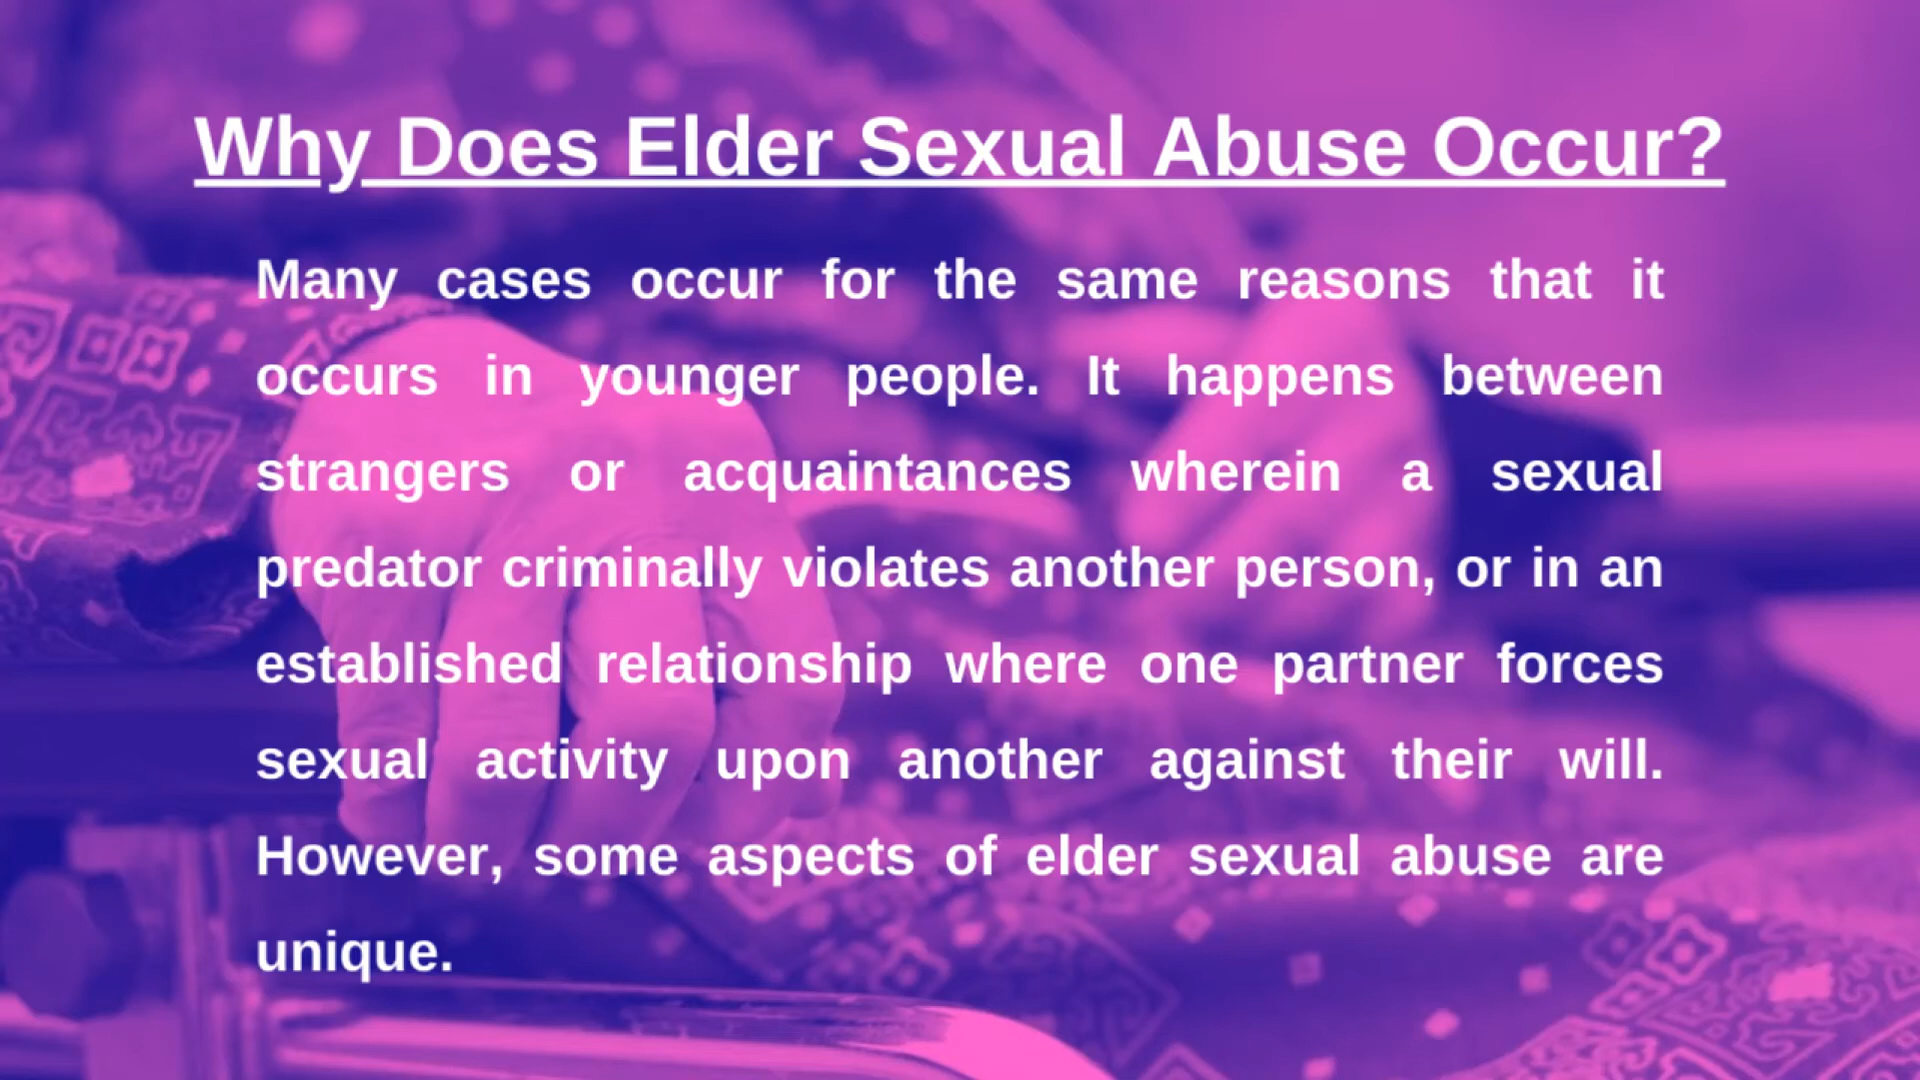 Why Does Elder Sexual Abuse Occur?
Many cases occur for the same reasons that it
occurs in younger people. It happens between
strangers or acquaintances wherein a sexual
predator criminally violates another person, or in an
established relationship where one partner forces
sexual activity upon another against their will.
However, some aspects of elder sexual abuse are
unique.